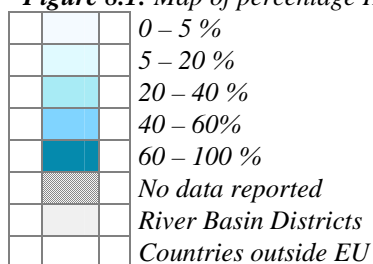 Figure 6.1: Map of percentage
0 – 5 %
5 – 20 %
20 – 40 %
40 – 60%
60 – 100 %
No data reported
River Basin Districts
Countries outside EU